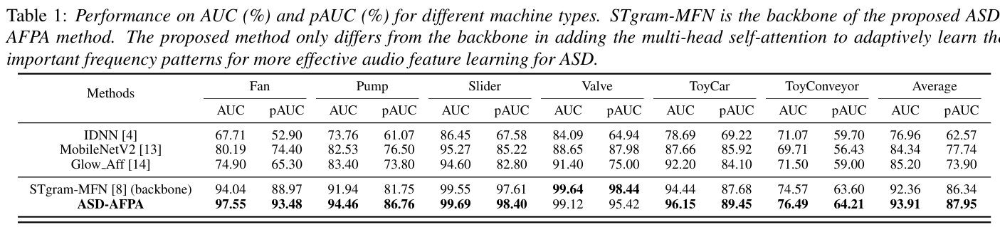 Table 1: Performance on AUC (%) and pAUC (%) for different machine types. STgram-MFN is the backbone of the proposed ASD
AFPA method. The proposed method only differs from the backbone in adding the multi-head self-attention to adaptively learn the
important frequency patterns for more effective audio feature learning for ASD.
Methods Fan Pump Slider Valve ToyCar ToyConveyor Average
AUC pAUC AUC pAUC AUC pAUC AUC pAUC AUC pAUC AUC pAUC AUC pAUC
IDNN [4] 67.71 52.90 73.76 61.07 86.45 67.58 84.09 64.94 78.69 69.22 71.07 59.70 76.96 62.57
MobileNetV2 [13] 80.19 74.40 82.53 76.50 95.27 85.22 88.65 87.98 87.66 85.92 69.71 56.43 84.34 77.74
Glow_Aff [14] 74.90 65.30 83.40 73.80 94.60 82.80 91.40 75.00 92.20 84.10 71.50 59.00 85.20 73.90
STgram-MFN [8] (backbone) 94.04 88.97 91.94 81.75 99.55 97.61 99.64 98.44 94.44 87.68 74.57 63.60 92.36 86.34
ASD-AFPA 97.55 93.48 94.46 86.76 99.69 98.40 99.12 95.42 96.15 89.45 76.49 64.21 93.91 87.95